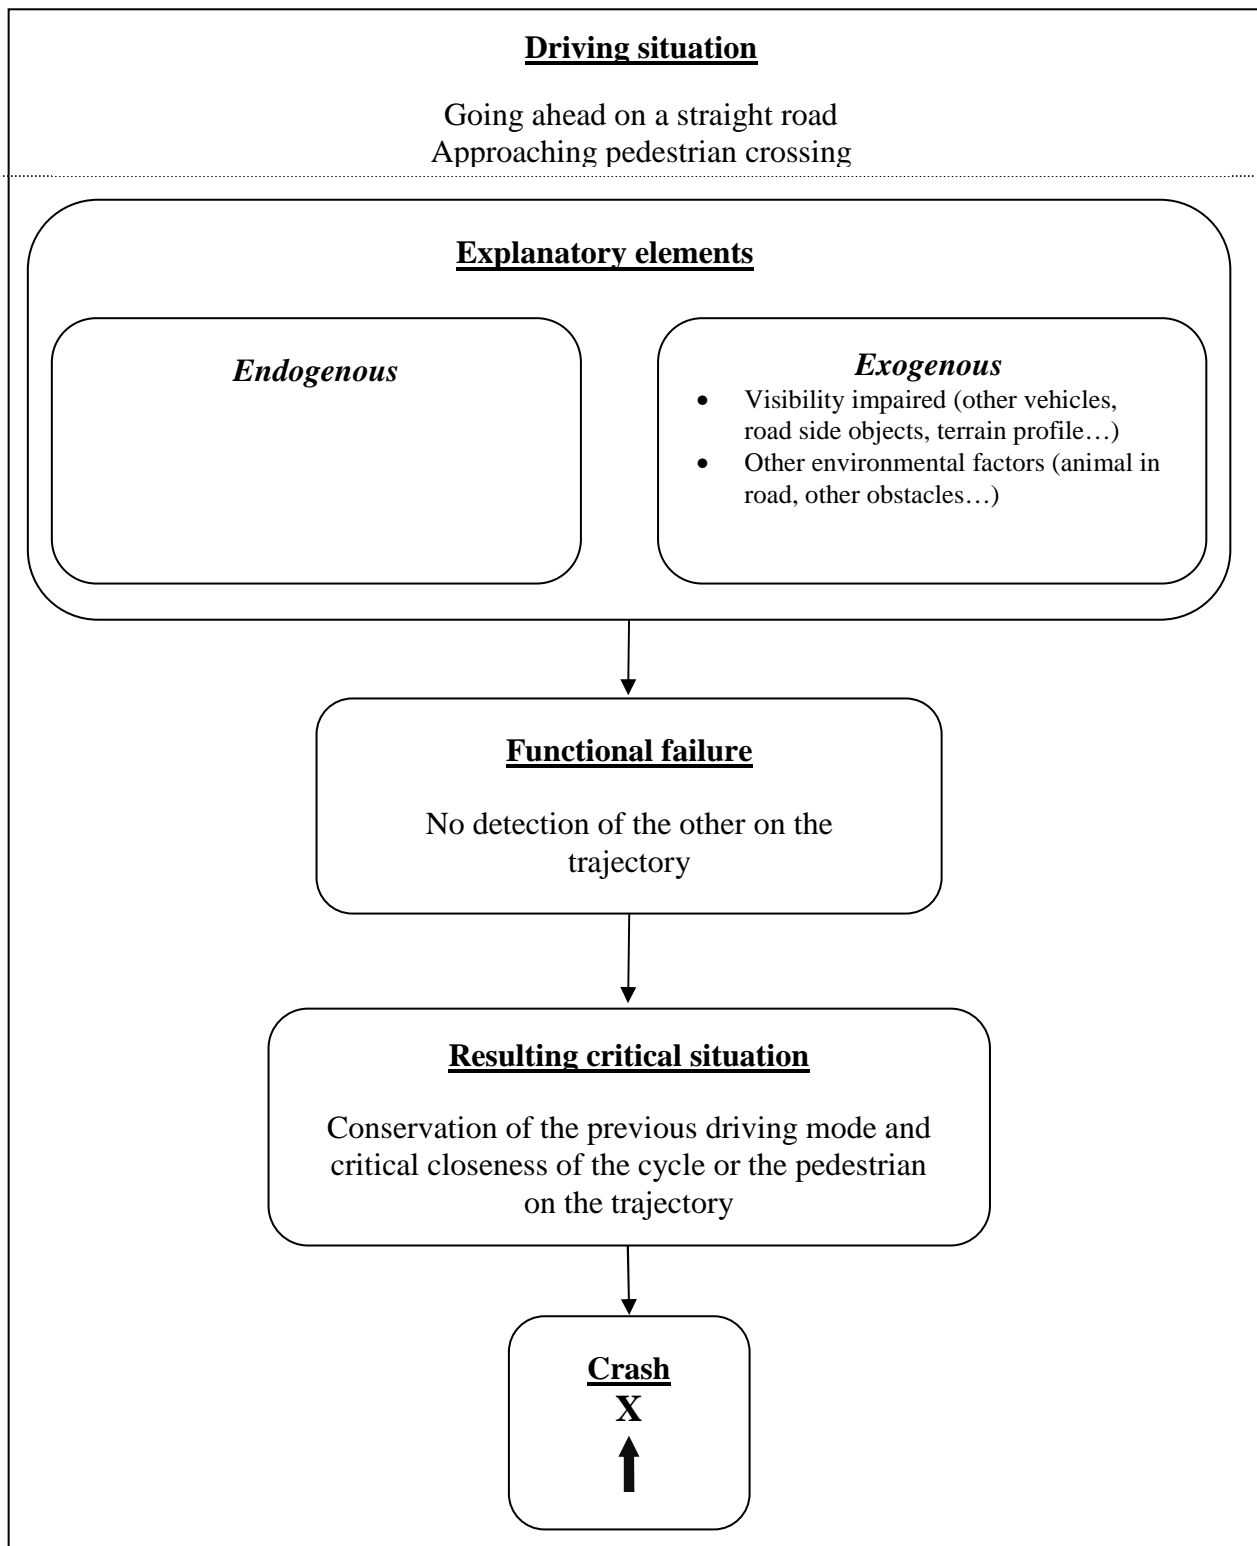 Driving situation
Going ahead on a straight road
Approaching pedestrian crossing
Explanatory elements
Endogenous
Exogenous
• Visibility impaired (other vehicles,
road side objects, terrain profile…)
• Other environmental factors (animal in
road, other obstacles…)
Functional failure
No detection of the other on the
trajectory
Resulting critical situation
Conservation of the previous driving mode and
critical closeness of the cycle or the pedestrian
on the trajectory
Crash
X